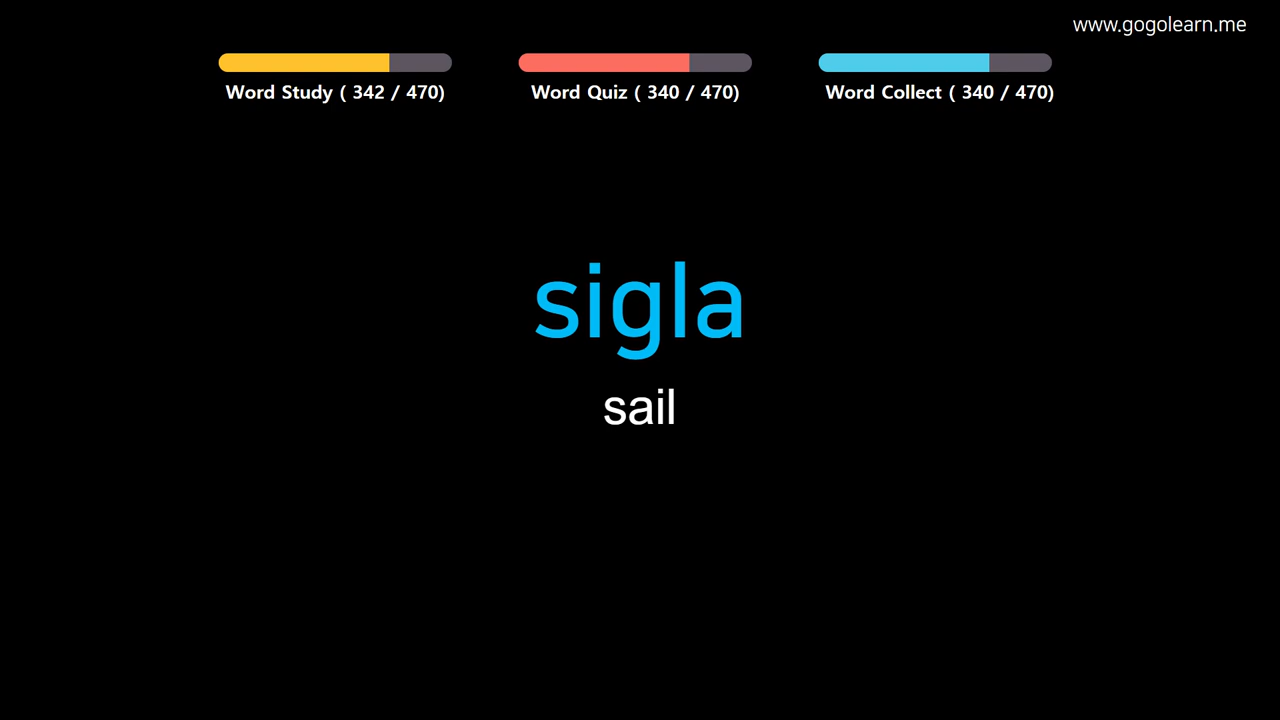 www.gogolearn.me
Word Study ( 342 / 470)
Word Quiz ( 340 / 470)
Word Collect ( 340 / 470)
sigla
sail